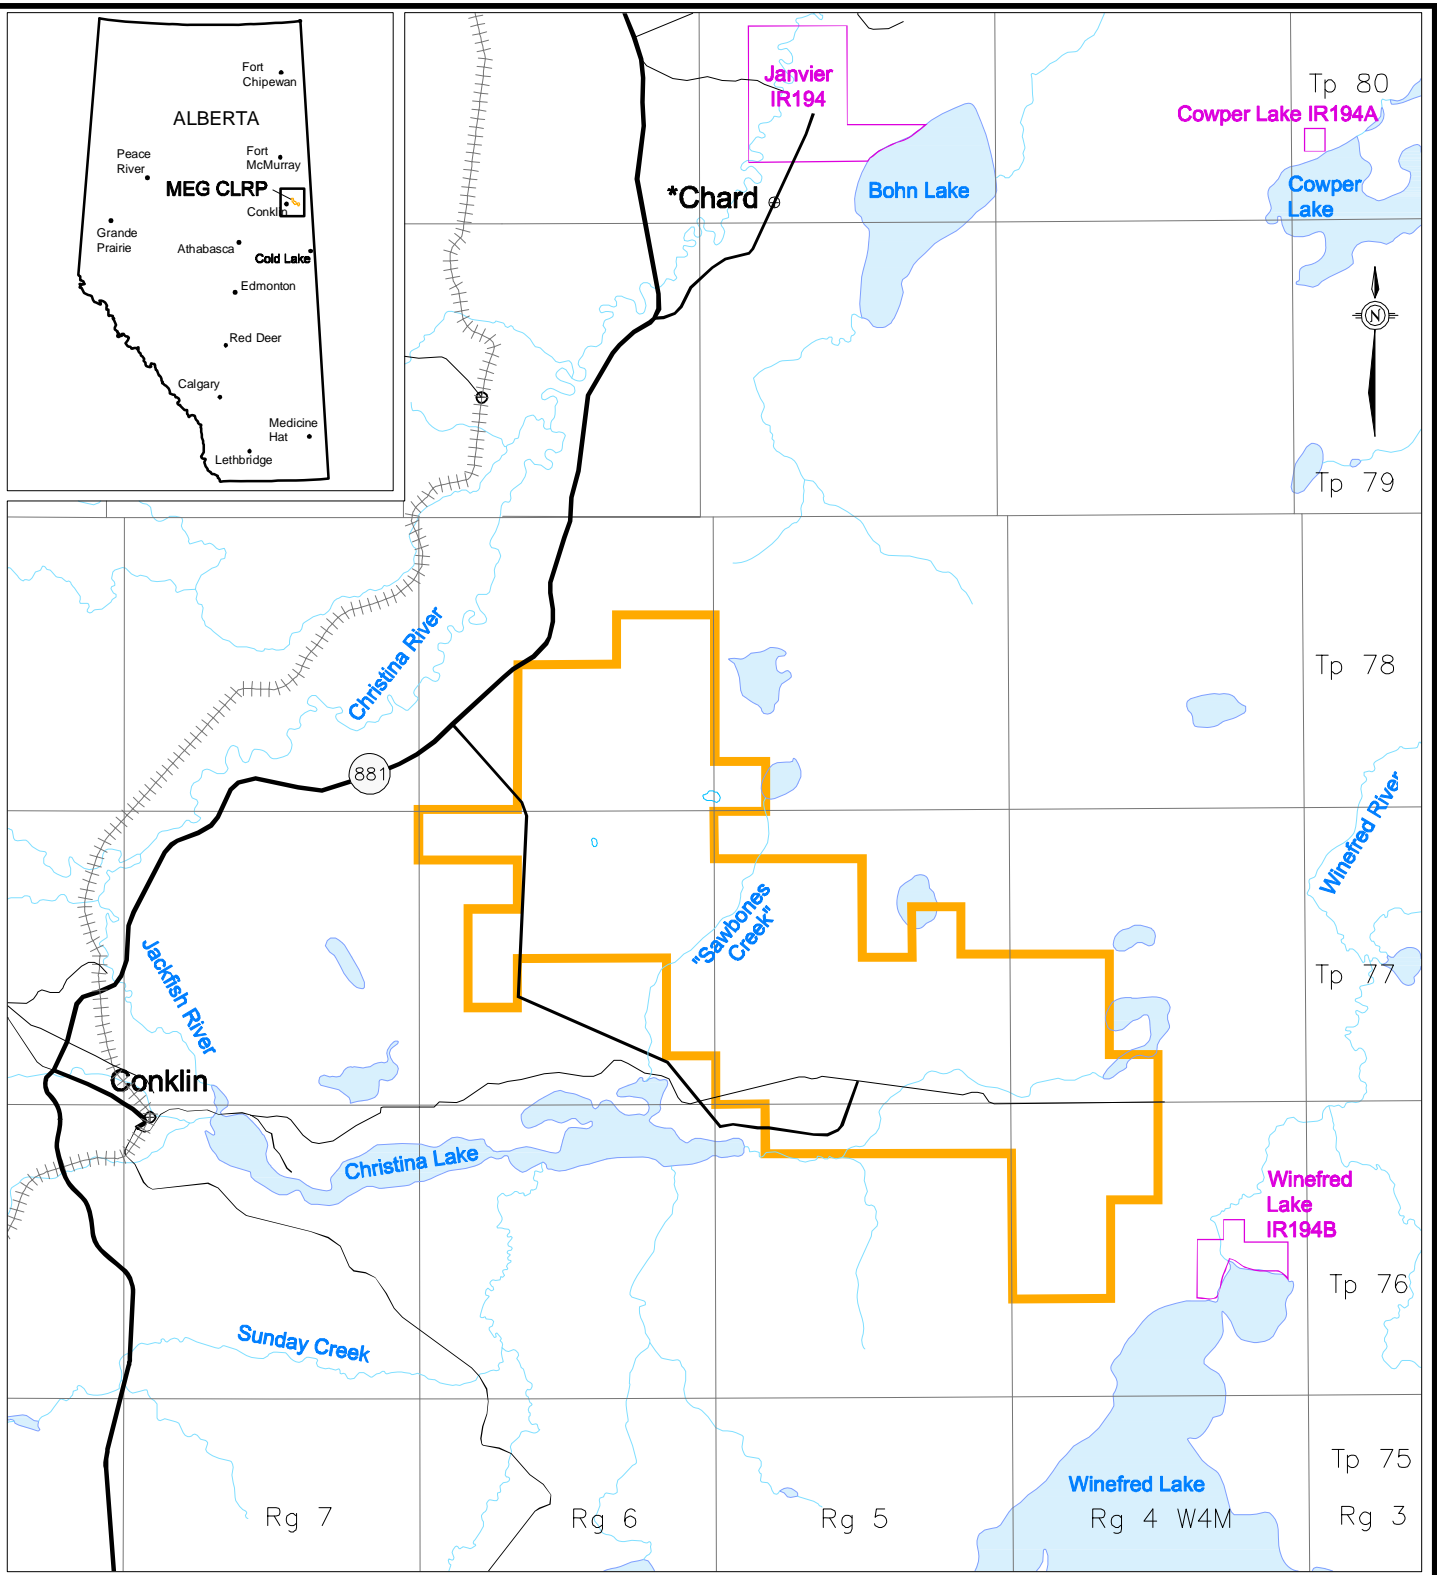 Fort
Chipewan
ALBERTA
Peace
River
Fort
McMurray
MEG CLRP
Conklin
Grande
Prairie
Athabasca
Cold Lake
Edmonton
Red Deer
Calgary
Medicine
Hat
Lethbridge
Janvier
IR194
Tp 80
Cowper Lake IR194A
*Chard
Bohn Lake
Cowper
Lake
N
Tp 79
Christina River
Tp 78
881
Winefred River
"Sawbones
Creek"
Jackfish River
Tp 77
Conklin
Christina Lake
Winefred
Lake
IR194B
Tp 76
Sunday Creek
Tp 75
Winefred Lake
Rg 7
Rg 6
Rg 5
Rg 4 W4M
Rg 3